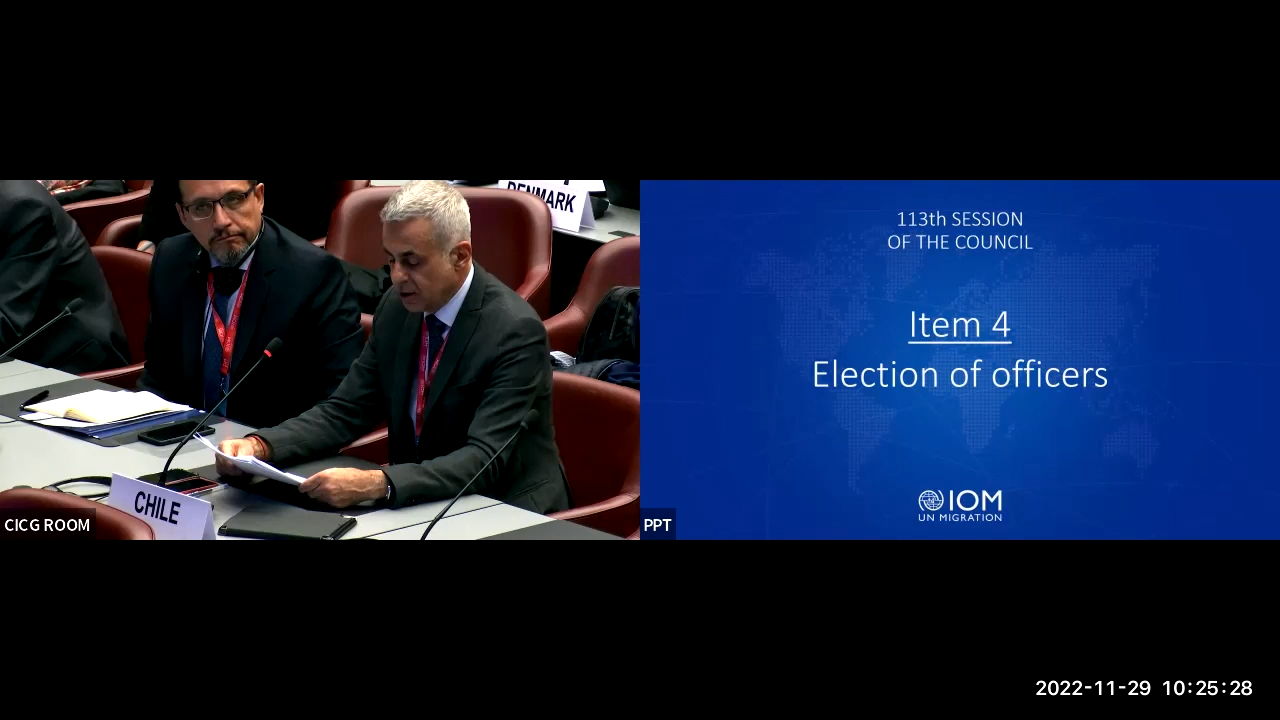 DENMARK
CHILE
CICG ROOM
113th SESSION
OF THE COUNCIL
Item 4
Election of officers
IOM
UN MIGRATION
PPT
2022-11-29 10:25:28